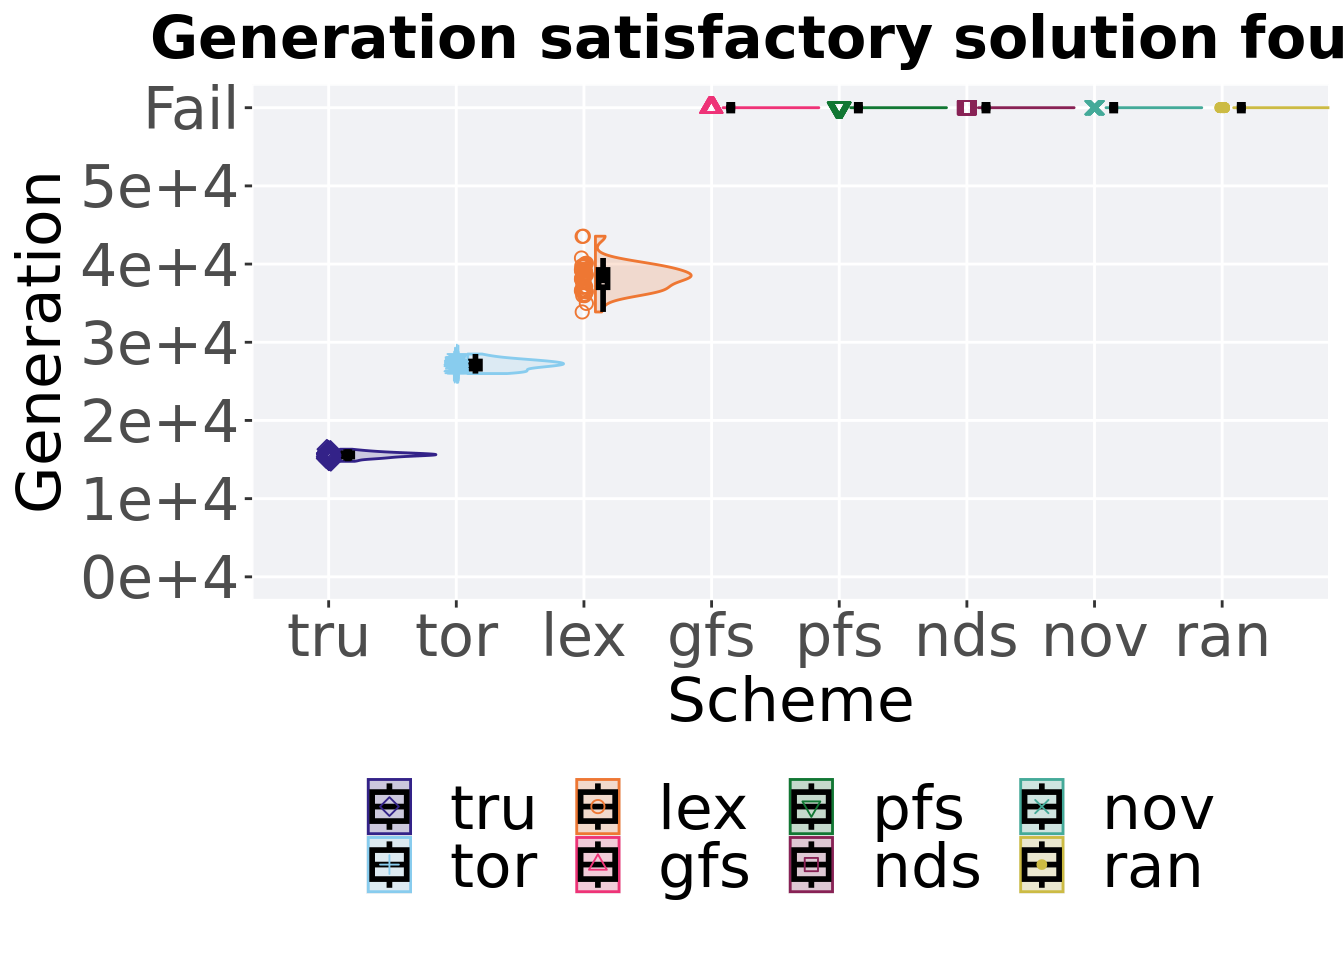 Generation satisfactory solution fou
Fail
5e+4
4e+4
3e+4
2e+4
1e+4
0e+4
Generation
tru tor lex gfs pfs nds nov ran
Scheme
tru lex pfs nov
tor gfs nds ran